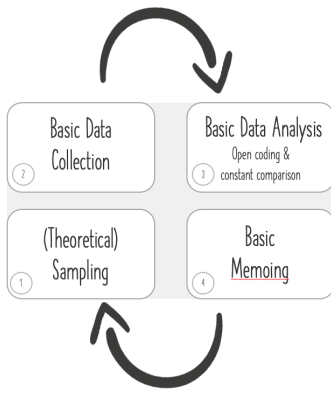 Basic Data
Collection
2
Basic Data Analysis
Open coding &
constant comparison
3
(Theoretical)
Sampling
1
Basic
Memoing
4